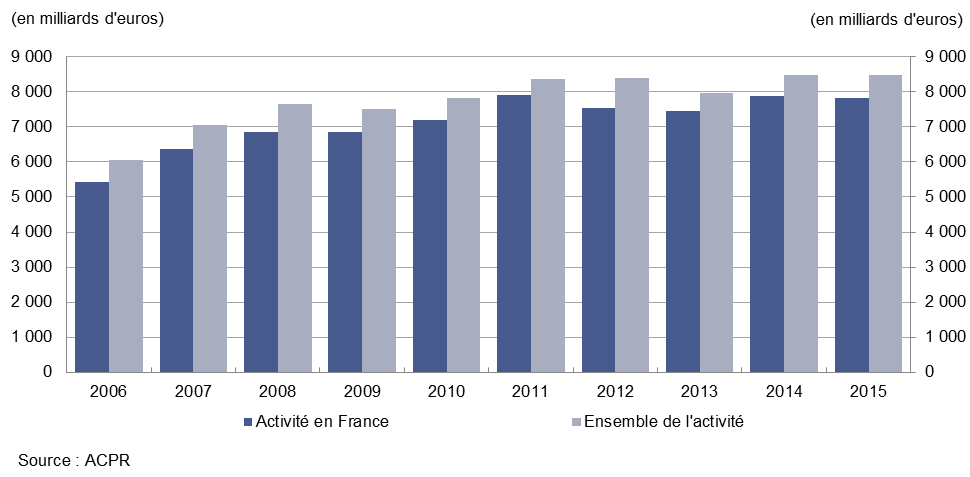 (en milliards d'euros) (en milliards d'euros)
9 000 9 000
8 000 8 000
7 000 7 000
6 000 6 000
5 000 5 000
4 000 4 000
3 000 3 000
2 000 2 000
1 000 1 000
0 0
2006 2007 2008 2009 2010 2011 2012 2013 2014 2015
Activité en France Ensemble de l'activité
Source : ACPR